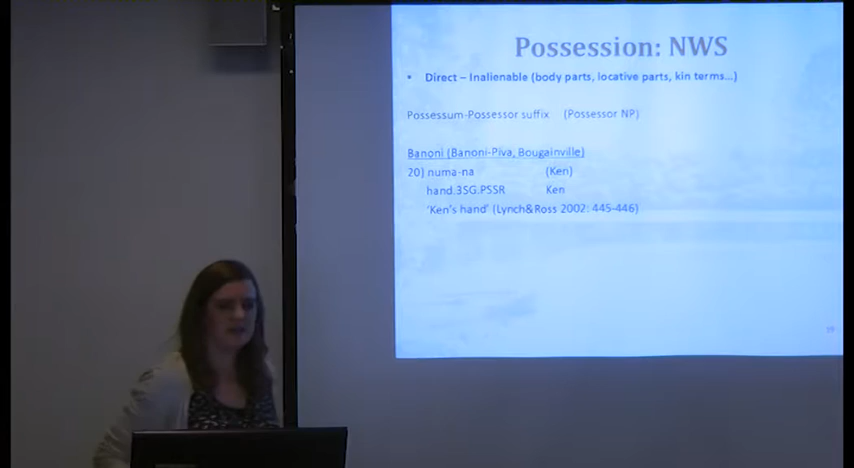 Possession: NWS
• Direct – Inalienable (body parts, locative parts, kin terms...)
Possessum-Possessor suffix (Possessor NP)
Banoni (Banoni-Piva, Bougainville)
20) numa-na (Ken)
hand.3SG.PSSR Ken
‘Ken’s hand’ (Lynch&Ross 2002: 445-446)